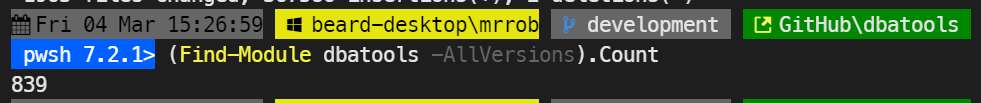 Fri 04 Mar 15:26:59 beard-desktop\mrrob development GitHub\dbatools
pwsh 7.2.1> (Find-Module dbatools -AllVersions).Count
839